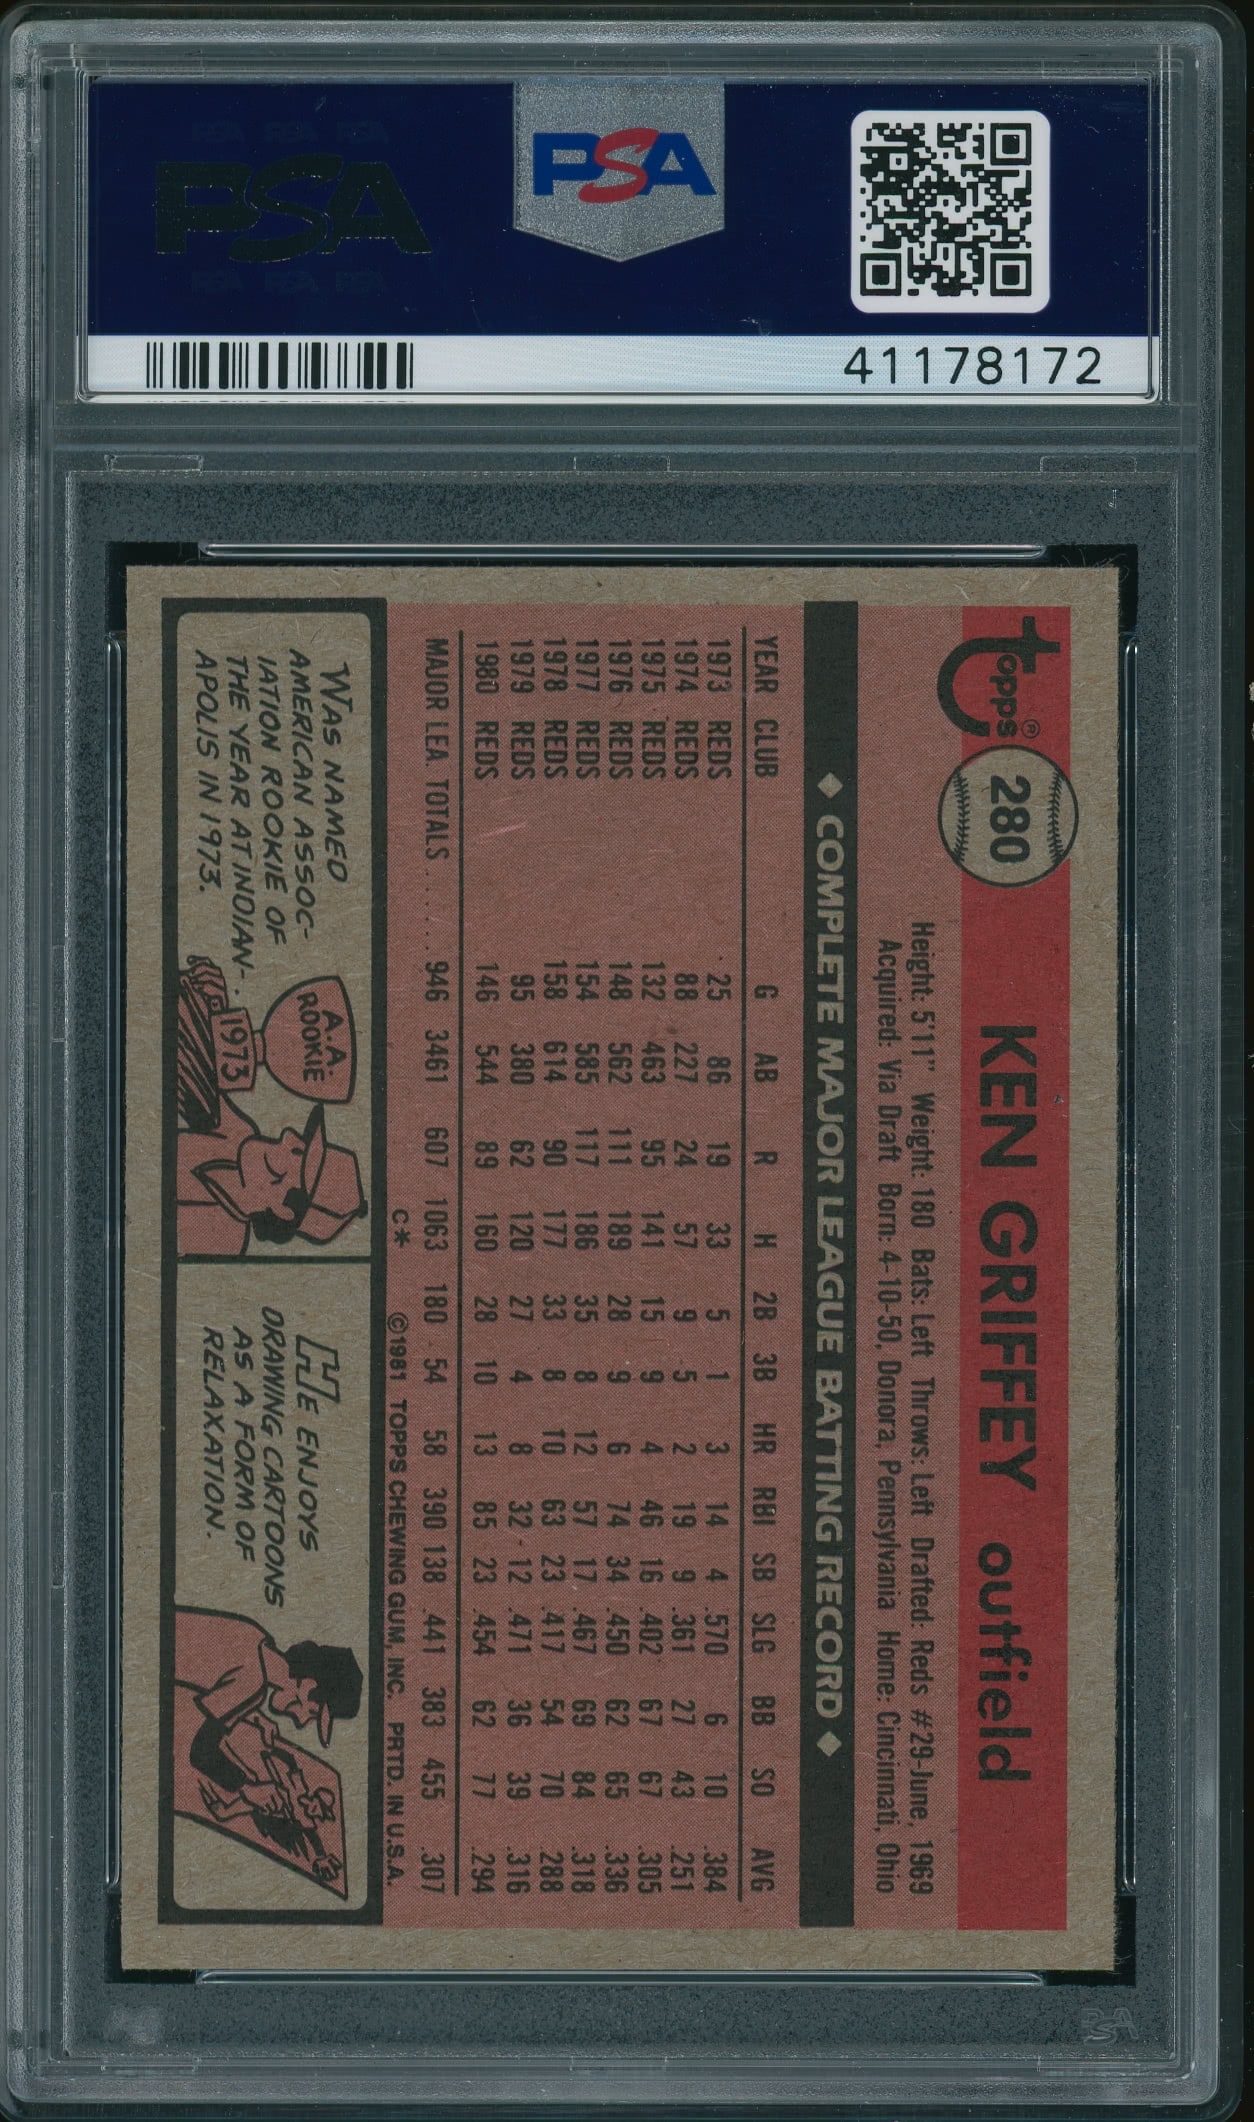 PSA PSA PSA
PSA
PSA PSA PSA
PSA
41178172
topps®
280
KEN GRIFFEY outfield
Height: 5'11" Weight: 180 Bats: Left Throws: Left Drafted: Reds #29-June, 1969
Acquired: Via Draft Born: 4-10-50, Donora, Pennsylvania Home: Cincinnati, Ohio
◆ COMPLETE MAJOR LEAGUE BATTING RECORD ◆
YEAR CLUB G AB R H 2B 3B HR RBI SB SLG BB SO AVG
1973 REDS 25 86 19 33 5 1 3 14 4 .570 6 10 .384
1974 REDS 88 227 24 57 9 5 2 19 9 .361 27 43 .251
1975 REDS 132 463 95 141 15 9 4 46 16 .402 67 67 .305
1976 REDS 148 562 111 189 28 9 6 74 34 .450 62 65 .336
1977 REDS 154 585 117 186 35 8 12 57 17 .467 69 84 .318
1978 REDS 158 614 90 177 33 8 10 63 23 .417 54 70 .288
1979 REDS 95 380 62 120 27 4 8 32 12 .471 36 39 .316
1980 REDS 146 544 89 160 28 10 13 85 23 .454 62 77 .294
MAJOR LEA. TOTALS ....... 946 3461 607 1063 180 54 58 390 138 .441 383 455 .307
C* ©1981 TOPPS CHEWING GUM, INC. PRTD. IN U.S.A.
WAS NAMED
AMERICAN ASSOC-
IATION ROOKIE OF
THE YEAR AT INDIAN-
APOLIS IN 1973.
A.A.
ROOKIE
1973
HE ENJOYS
DRAWING CARTOONS
AS A FORM OF
RELAXATION.
PSA